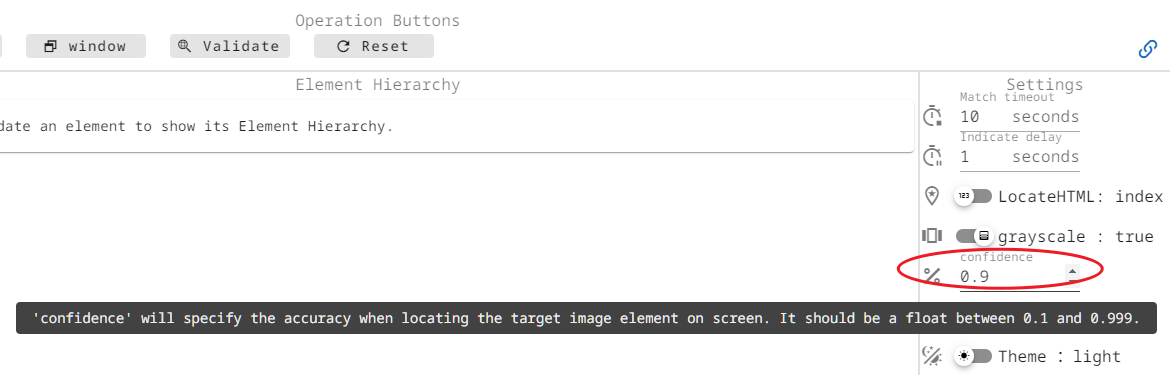 Operation Buttons
window
Validate
Reset
Element Hierarchy
Settings
date an element to show its Element Hierarchy.
Match timeout
10 seconds
Indicate delay
1 seconds
123 LocateHTML: index
grayscale : true
confidence
0.9
'confidence' will specify the accuracy when locating the target image element on screen. It should be a float between 0.1 and 0.999.
Theme : light